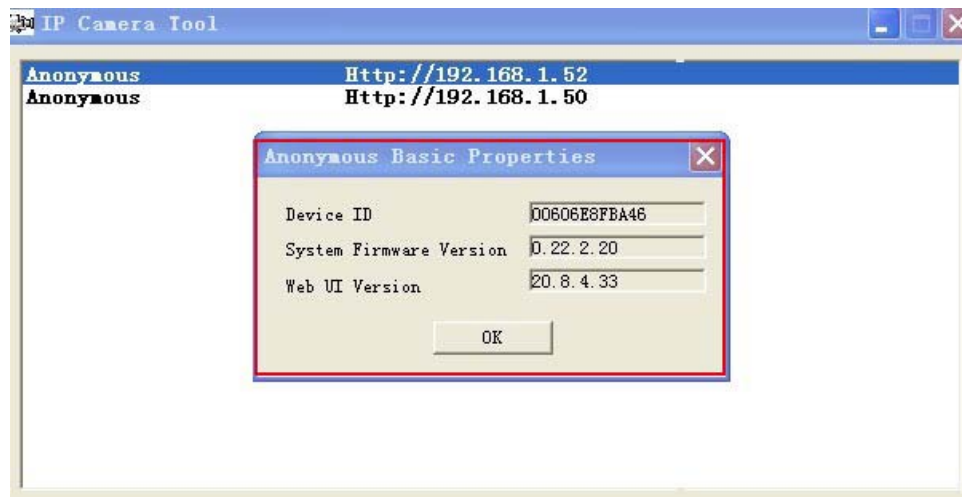 IP Camera Tool
Anonymous Http://192.168.1.52
Anonymous Http://192.168.1.50
Anonymous Basic Properties
Device ID 00606E8FBA46
System Firmware Version 0.22.2.20
Web UI Version 20.8.4.33
OK